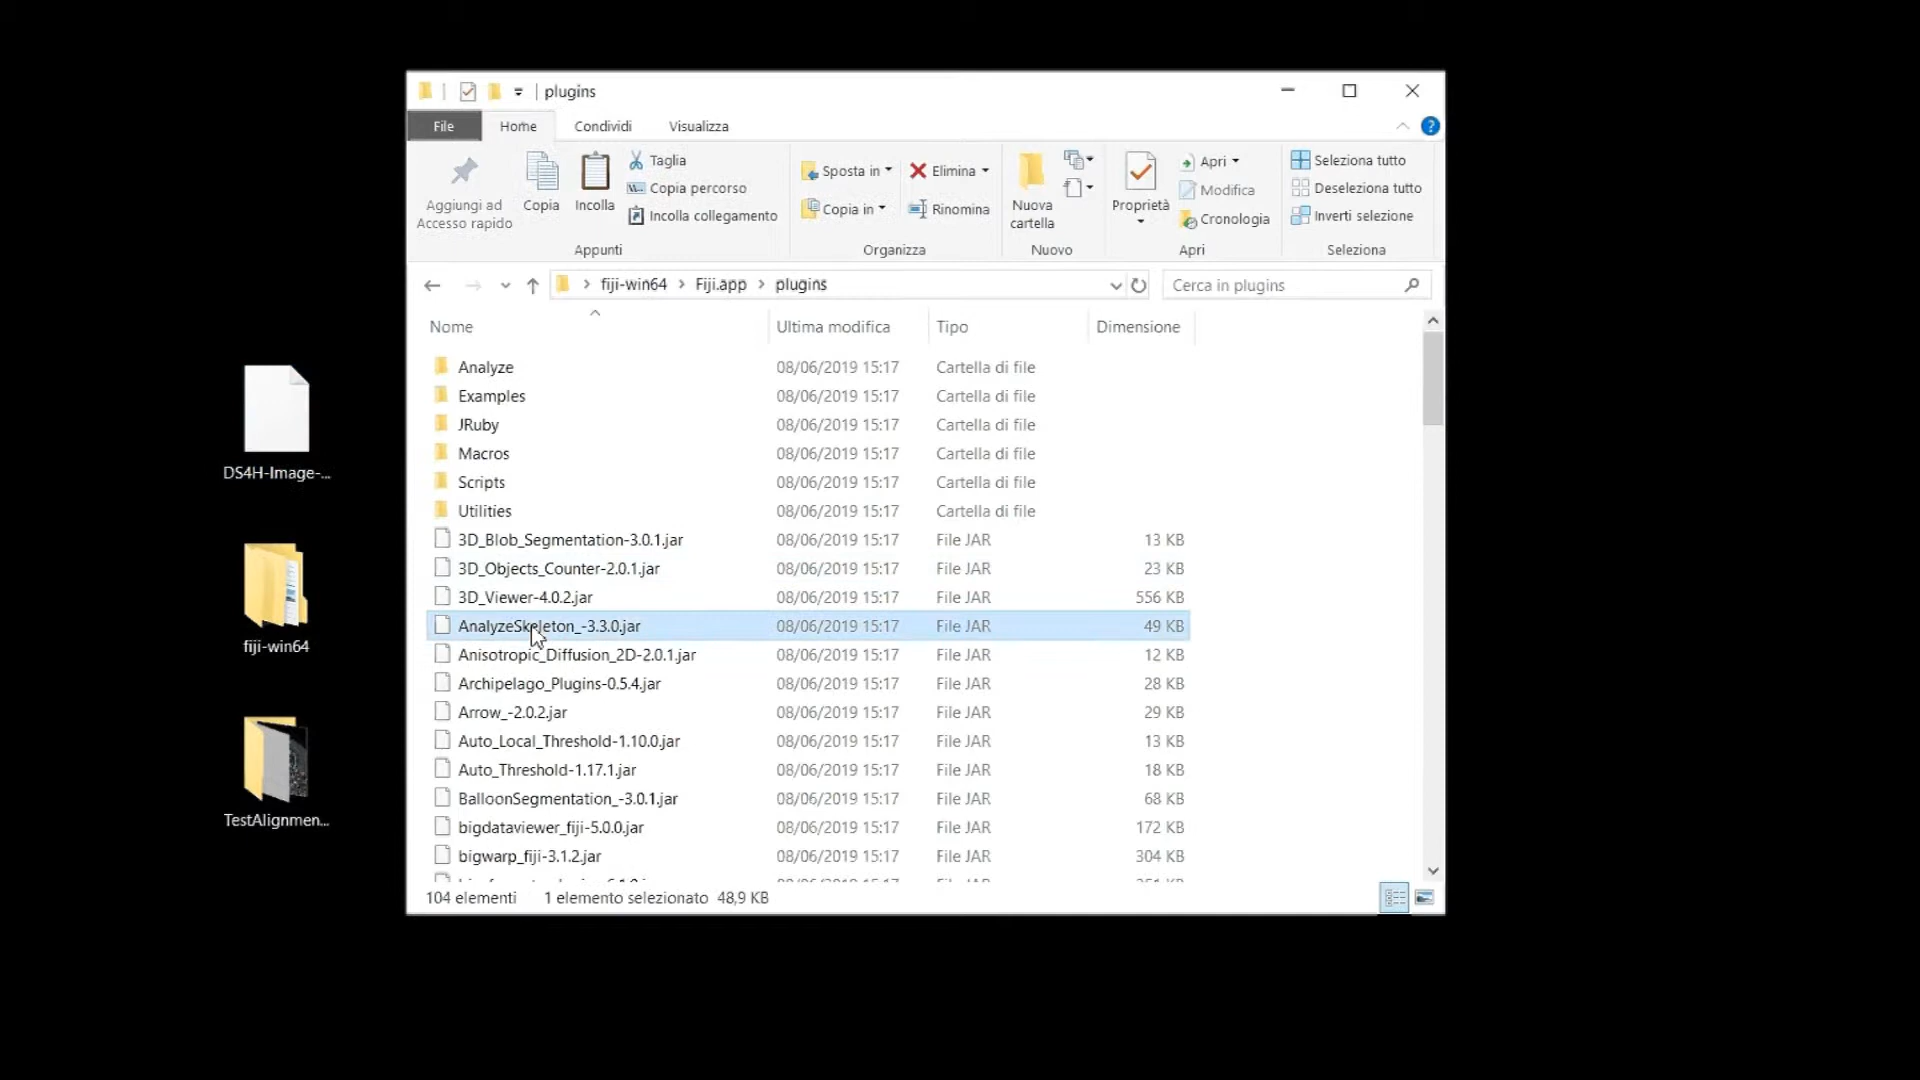 plugins
File Home Condividi Visualizza
Aggiungi ad
Accesso rapido
Copia
Incolla
Taglia
Copia percorso
Incolla collegamento
Appunti
Sposta in
Copia in
Elimina
Rinomina
Organizza
Nuova
cartella
Nuovo
Proprietà
Apri
Modifica
Cronologia
Apri
Seleziona tutto
Deseleziona tutto
Inverti selezione
Seleziona
fiji-win64 > Fiji.app > plugins
Cerca in plugins
Nome Ultima modifica Tipo Dimensione
Analyze 08/06/2019 15:17 Cartella di file
Examples 08/06/2019 15:17 Cartella di file
JRuby 08/06/2019 15:17 Cartella di file
Macros 08/06/2019 15:17 Cartella di file
Scripts 08/06/2019 15:17 Cartella di file
Utilities 08/06/2019 15:17 Cartella di file
3D_Blob_Segmentation-3.0.1.jar 08/06/2019 15:17 File JAR 13 KB
3D_Objects_Counter-2.0.1.jar 08/06/2019 15:17 File JAR 23 KB
3D_Viewer-4.0.2.jar 08/06/2019 15:17 File JAR 556 KB
AnalyzeSkeleton_-3.3.0.jar 08/06/2019 15:17 File JAR 49 KB
Anisotropic_Diffusion_2D-2.0.1.jar 08/06/2019 15:17 File JAR 12 KB
Archipelago_Plugins-0.5.4.jar 08/06/2019 15:17 File JAR 28 KB
Arrow_-2.0.2.jar 08/06/2019 15:17 File JAR 29 KB
Auto_Local_Threshold-1.10.0.jar 08/06/2019 15:17 File JAR 13 KB
Auto_Threshold-1.17.1.jar 08/06/2019 15:17 File JAR 18 KB
BalloonSegmentation_-3.0.1.jar 08/06/2019 15:17 File JAR 68 KB
bigdataviewer_fiji-5.0.0.jar 08/06/2019 15:17 File JAR 172 KB
bigwarp_fiji-3.1.2.jar 08/06/2019 15:17 File JAR 304 KB
104 elementi 1 elemento selezionato 48,9 KB
DS4H-Image-...
fiji-win64
TestAlignmen...